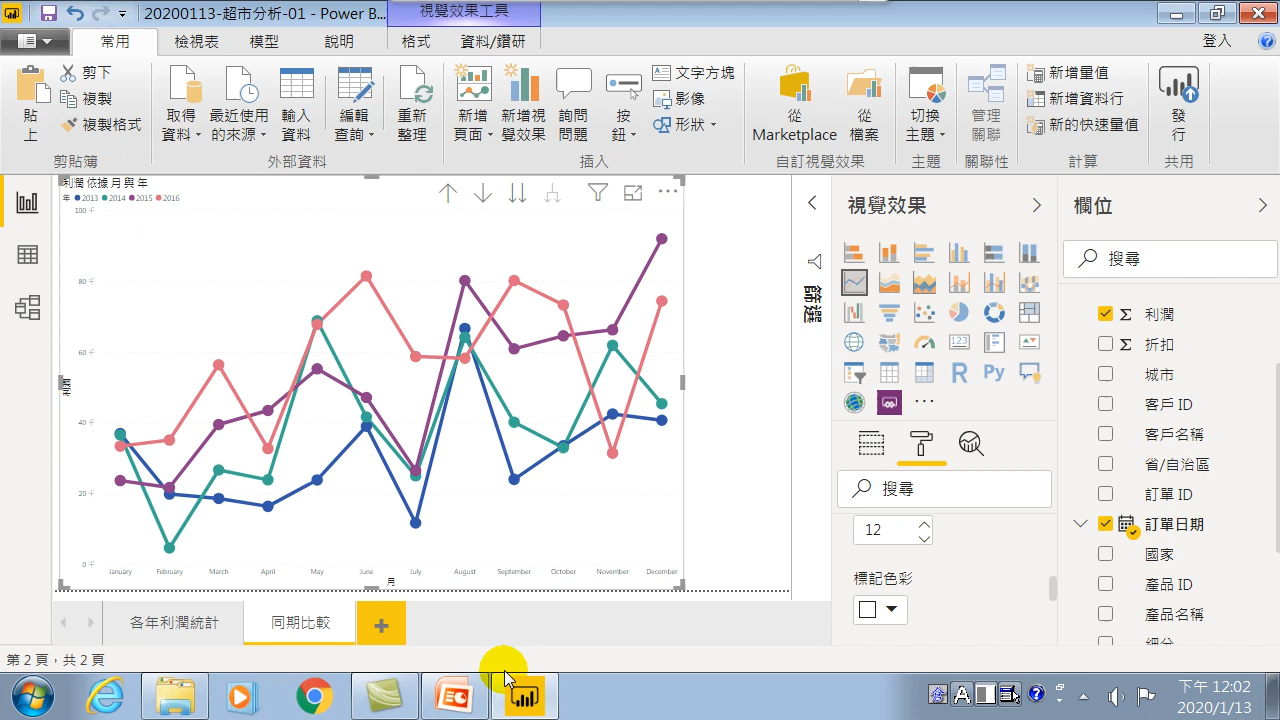 20200113-超市分析-01 - Power B...
視覺效果工具
常用
檢視表
模型
說明
格式
資料/鑽研
登入
貼上
剪下
複製
複製格式
剪貼簿
取得資料
最近使用的來源
輸入資料
編輯查詢
重新整理
外部資料
新增頁面
新增視覺效果
詢問問題
按鈕
文字方塊
影像
形狀
插入
從 Marketplace
從檔案
自訂視覺效果
切換主題
主題
管理關聯
關聯性
新增量值
新增資料行
新的快速量值
計算
發行
共用
利潤 依據 月 與 年
年 2013 2014 2015 2016
100 千
80 千
60 千
40 千
20 千
0 千
利潤
January February March April May June July August September October November December
月
篩選
視覺效果
123
R
Py
搜尋
12
標記色彩
欄位
搜尋
利潤
折扣
城市
客戶 ID
客戶名稱
省/自治區
訂單 ID
訂單日期
國家
產品 ID
產品名稱
細分
各年利潤統計
同期比較
第 2 頁，共 2 頁
下午 12:02
2020/1/13